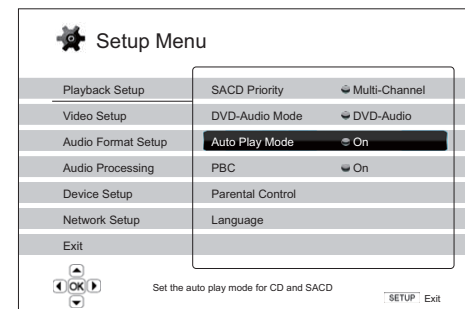 Setup Menu
Playback Setup
SACD Priority Multi-Channel
Video Setup
DVD-Audio Mode DVD-Audio
Audio Format Setup
Auto Play Mode On
Audio Processing
PBC On
Device Setup
Parental Control
Network Setup
Language
Exit
OK
Set the auto play mode for CD and SACD
SETUP Exit